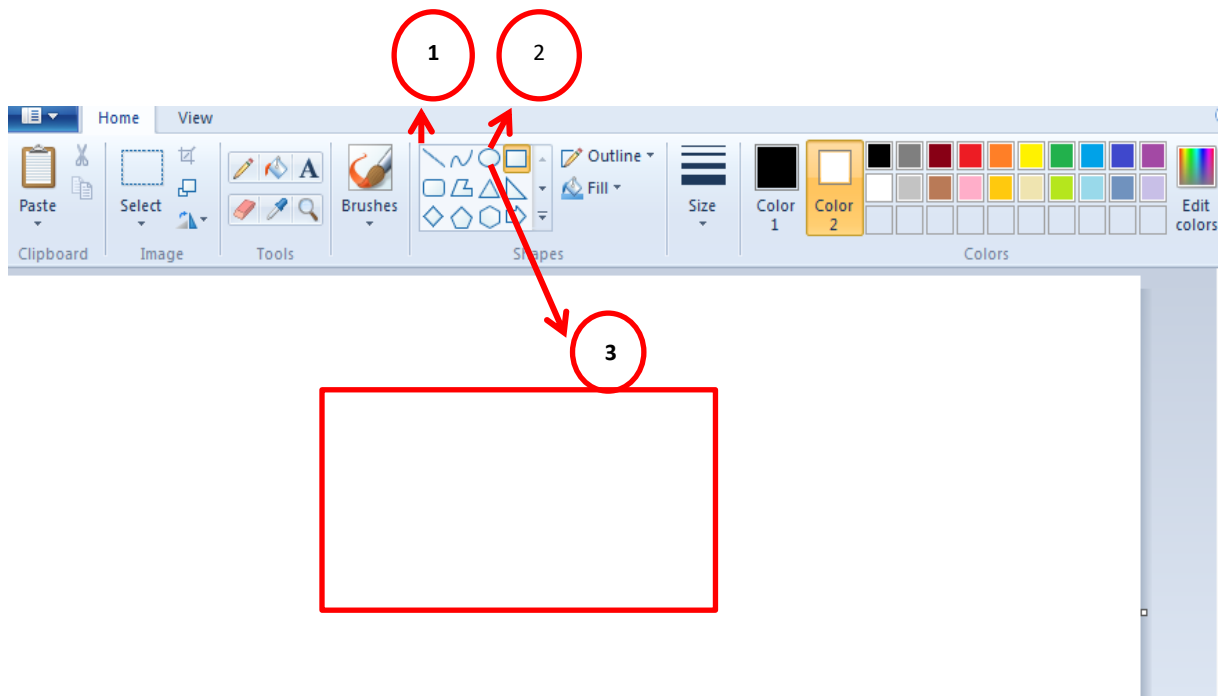 1 2
Home View
Paste Select Brushes Outline Fill Size Color 1 Color 2 Edit colors
A
Clipboard Image Tools Shapes Colors
3